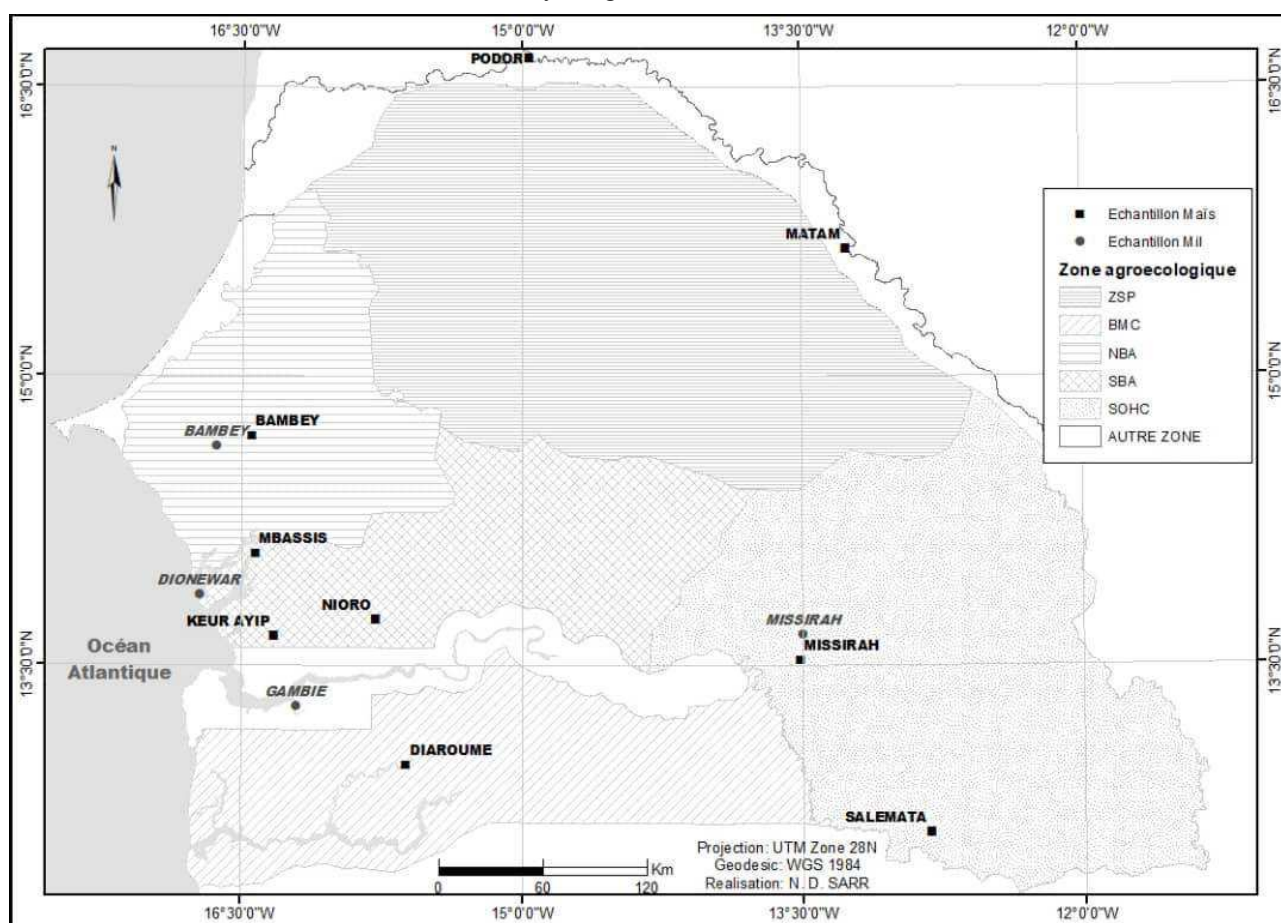 16°30'0"W 15°0'0"W 13°30'0"W 12°0'0"W
PODOR
16°30'0"N 16°30'0"N
N
MATAM
Echantillon Maïs
Echantillon Mil
Zone agroecologique
ZSP
BMC
NBA
SBA
SOHC
AUTRE ZONE
15°0'0"N 15°0'0"N
BAMBEY BAMBEY
MBASSIS
DIONEWAR
NIORO
KEUR AYIP
MISSIRAH
MISSIRAH
Océan
Atlantique
13°30'0"N 13°30'0"N
GAMBIE
DIAROUME
SALEMATA
Projection: UTM Zone 28N
Geodesic: WGS 1984
Realisation: N. D. SARR
Km
0 60 120
16°30'0"W 15°0'0"W 13°30'0"W 12°0'0"W